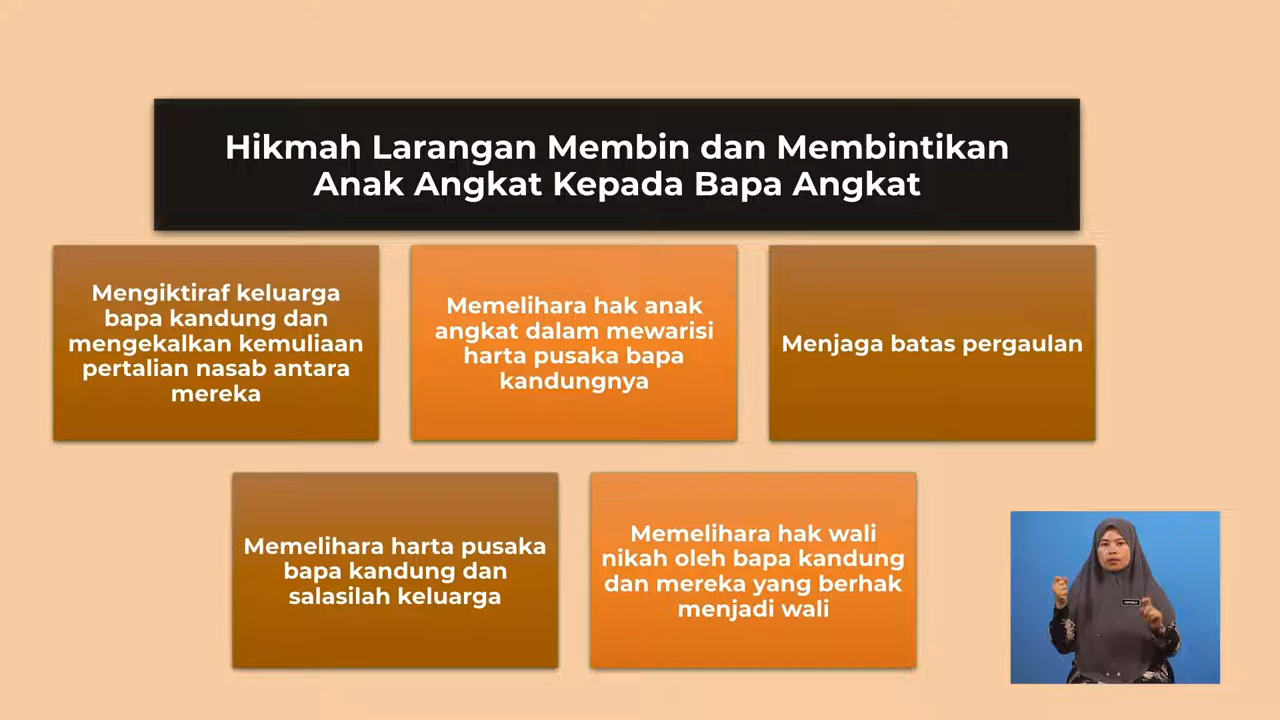 Hikmah Larangan Membin dan Membintikan
Anak Angkat Kepada Bapa Angkat
Mengiktiraf keluarga
bapa kandung dan
mengekalkan kemuliaan
pertalian nasab antara
mereka
Memelihara hak anak
angkat dalam mewarisi
harta pusaka bapa
kandungnya
Menjaga batas pergaulan
Memelihara harta pusaka
bapa kandung dan
salasilah keluarga
Memelihara hak wali
nikah oleh bapa kandung
dan mereka yang berhak
menjadi wali